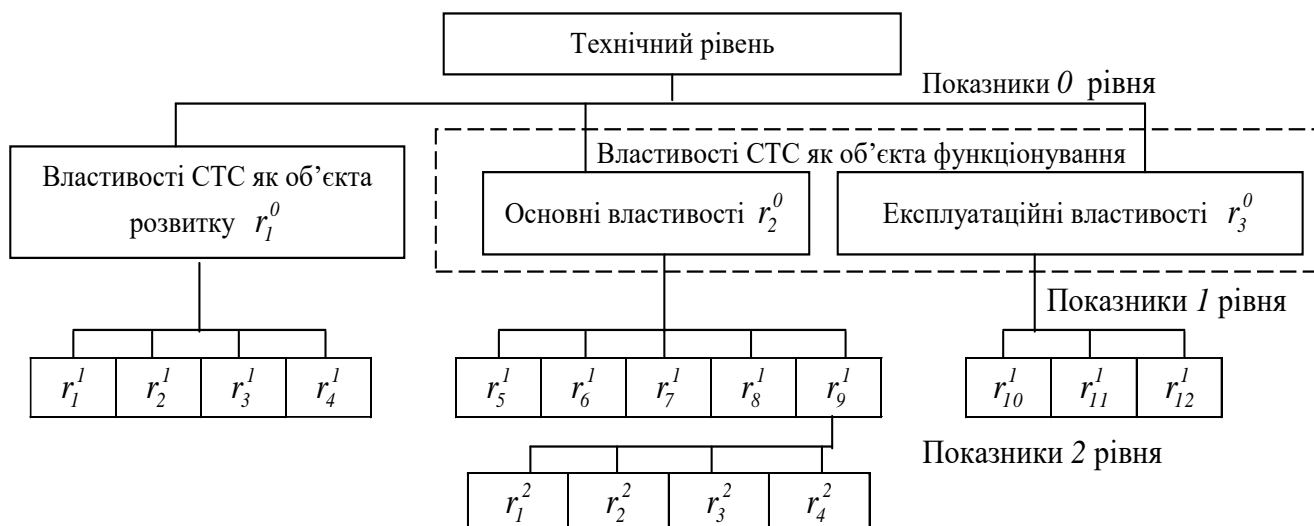 Технічний рівень
Показники 0 рівня
Властивості СТС як об’єкта функціонування
Властивості СТС як об’єкта
розвитку r₁⁰
Основні властивості r₂⁰
Експлуатаційні властивості r₃⁰
Показники 1 рівня
r₁¹ r₂¹ r₃¹ r₄¹ r₅¹ r₆¹ r₇¹ r₈¹ r₉¹ r₁₀¹ r₁₁¹ r₁₂¹
Показники 2 рівня
r₁² r₂² r₃² r₄²